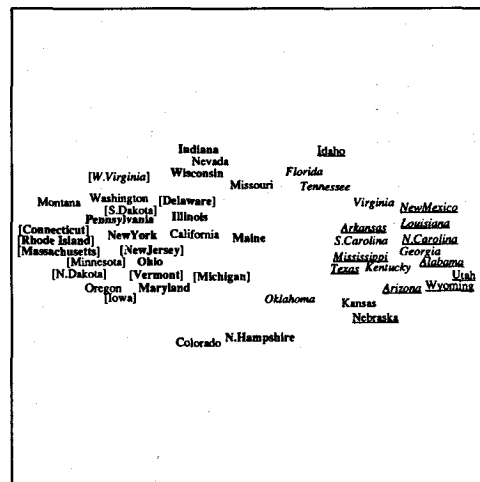 Indiana
Idaho
Nevada
Wisconsin
Florida
[W.Virginia]
Missouri
Tennessee
Montana
Washington
[Delaware]
Virginia
NewMexico
[S.Dakota]
Pennsylvania
Illinois
Arkansas
Louisiana
[Connecticut]
NewYork
California
Maine
[Rhode Island]
S.Carolina
N.Carolina
[Massachusetts]
[NewJersey]
Georgia
[Minnesota]
Ohio
Mississippi
Alabama
[N.Dakota]
[Vermont]
[Michigan]
Texas
Kentucky
Utah
Oregon
Maryland
Arizona
Wyoming
[Iowa]
Oklahoma
Kansas
Nebraska
Colorado
N.Hampshire